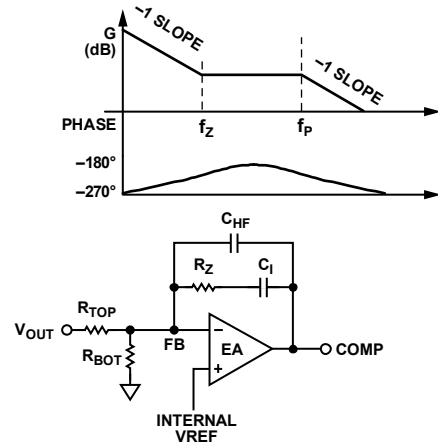 –1 SLOPE
G
(dB)
–1 SLOPE
PHASE
fZ
fP
–180°
–270°
CHF
RZ
CI
RTOP
VOUT
RBOT
FB
–
EA
+
COMP
INTERNAL
VREF